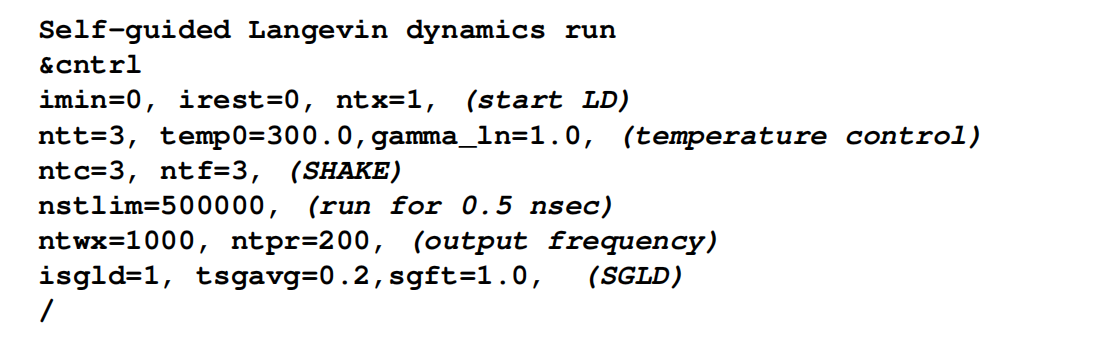 Self-guided Langevin dynamics run
&cntrl
imin=0, irest=0, ntx=1, (start LD)
ntt=3, temp0=300.0,gamma_ln=1.0, (temperature control)
ntc=3, ntf=3, (SHAKE)
nstlim=500000, (run for 0.5 nsec)
ntwx=1000, ntpr=200, (output frequency)
isgld=1, tsgavg=0.2,sgft=1.0, (SGLD)
/